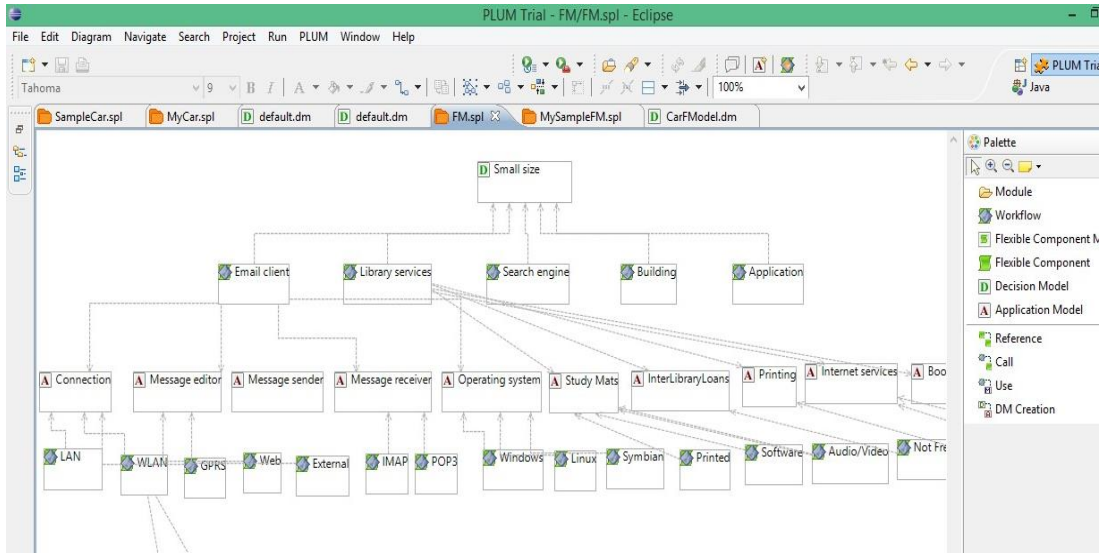 PLUM Trial - FM/FM.spl - Eclipse
File Edit Diagram Navigate Search Project Run PLUM Window Help
PLUM Tria
Tahoma 9 B I A 100% Java
SampleCar.spl MyCar.spl default.dm default.dm FM.spl MySampleFM.spl CarFModel.dm
Palette
D Small size
Module
Workflow
Flexible Component M
Flexible Component
D Decision Model
A Application Model
Reference
Call
Use
DM Creation
Email client Library services Search engine Building Application
A Connection A Message editor A Message sender A Message receiver A Operating system A Study Mats A InterLibraryLoans A Printing A Internet services A Boo
LAN WLAN GPRS Web External IMAP POP3 Windows Linux Symbian Printed Software Audio/Video Not Fre